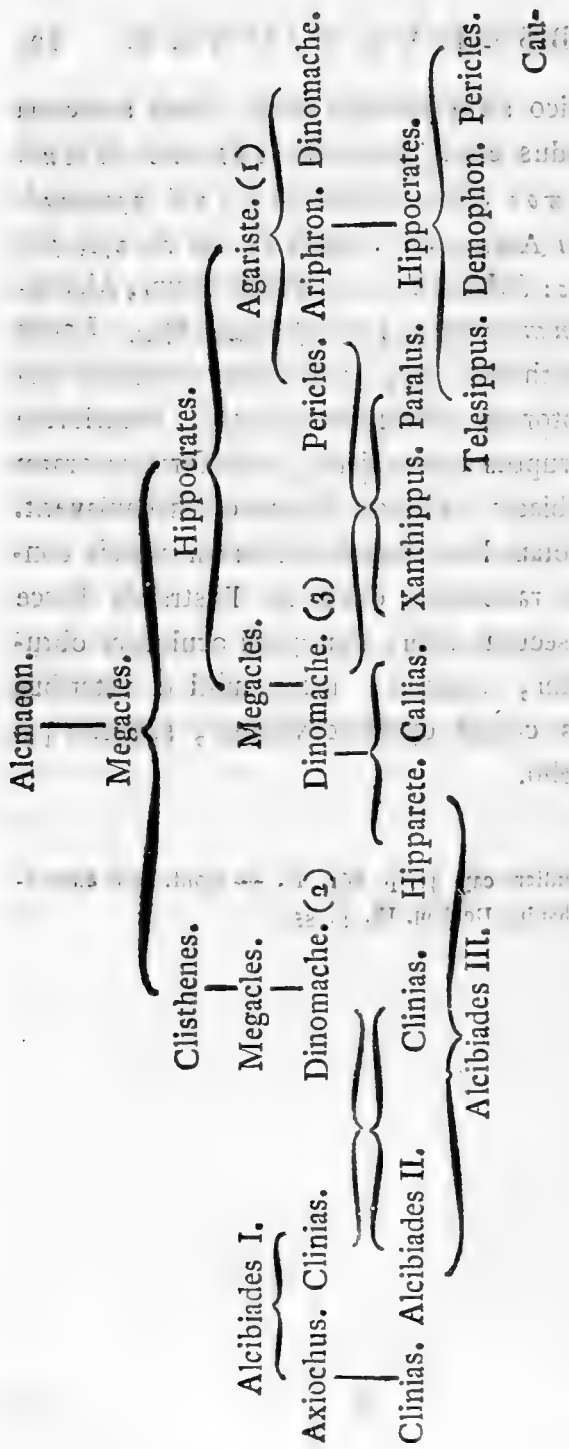 Alcmaeon.
Megacles.
Clisthenes. Hippocrates.
Alcibiades I. Megacles. Megacles. Agariste. (1)
Axiochus. Clinias. Dinomache. (2) Dinomache. (3) Pericles. Ariphron. Dinomache.
Clinias. Alcibiades II. Clinias. Hipparete. Callias. Xanthippus. Paralus. Hippocrates.
Alcibiades III. Telesippus. Demophon. Pericles.
Cau-